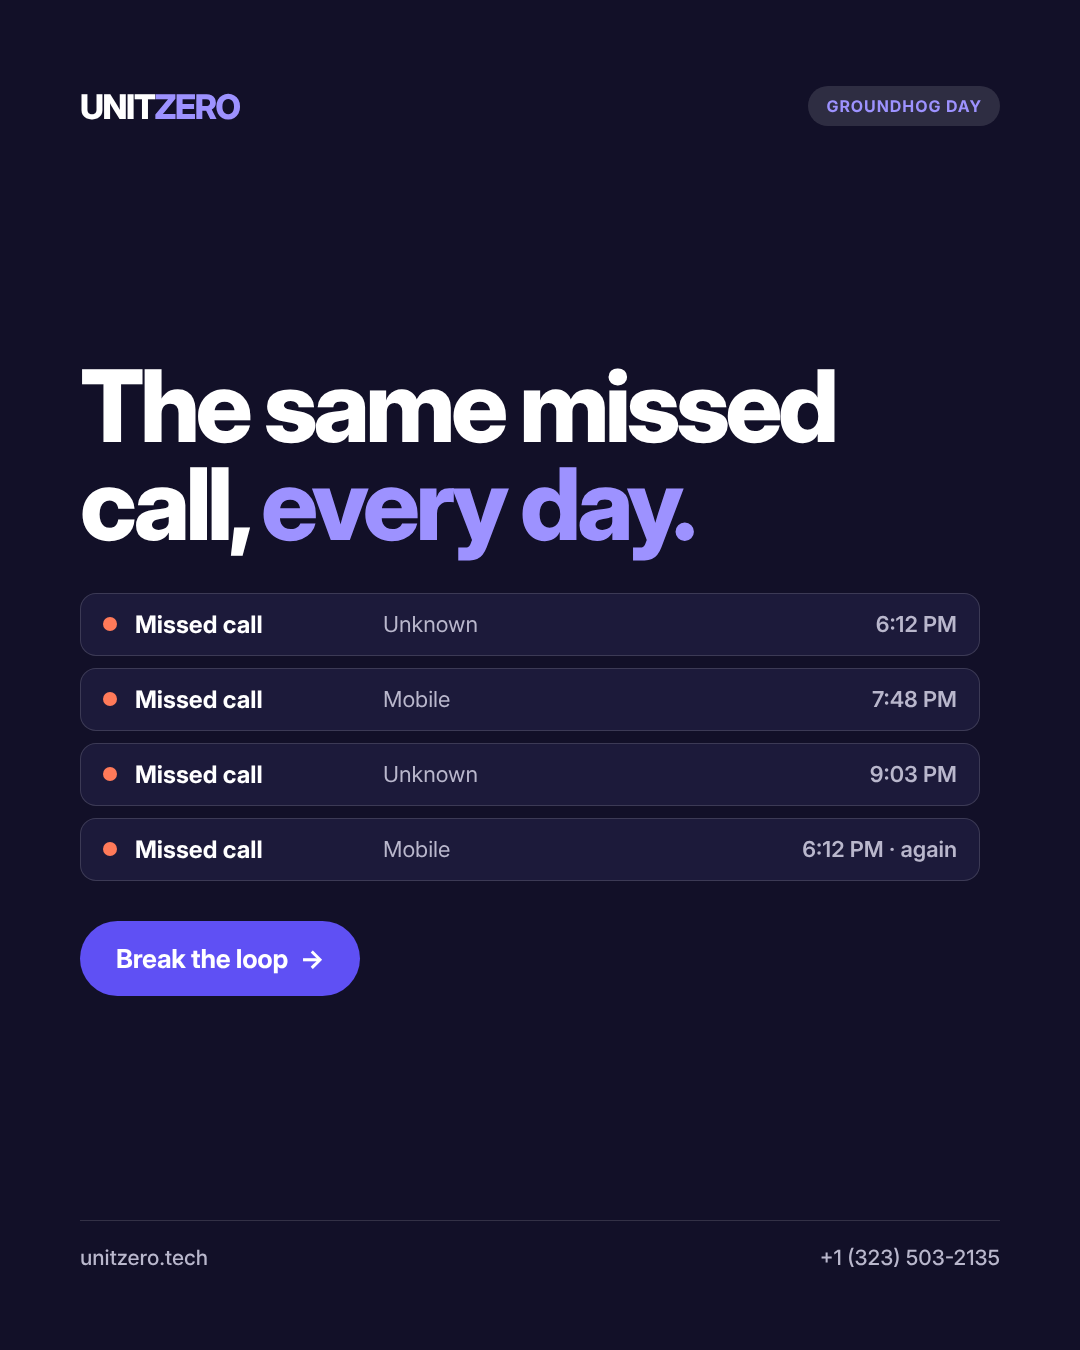 UNITZERO
GROUNDHOG DAY
The same missed
call, every day.
Missed call Unknown 6:12 PM
Missed call Mobile 7:48 PM
Missed call Unknown 9:03 PM
Missed call Mobile 6:12 PM · again
Break the loop →
unitzero.tech
+1 (323) 503-2135